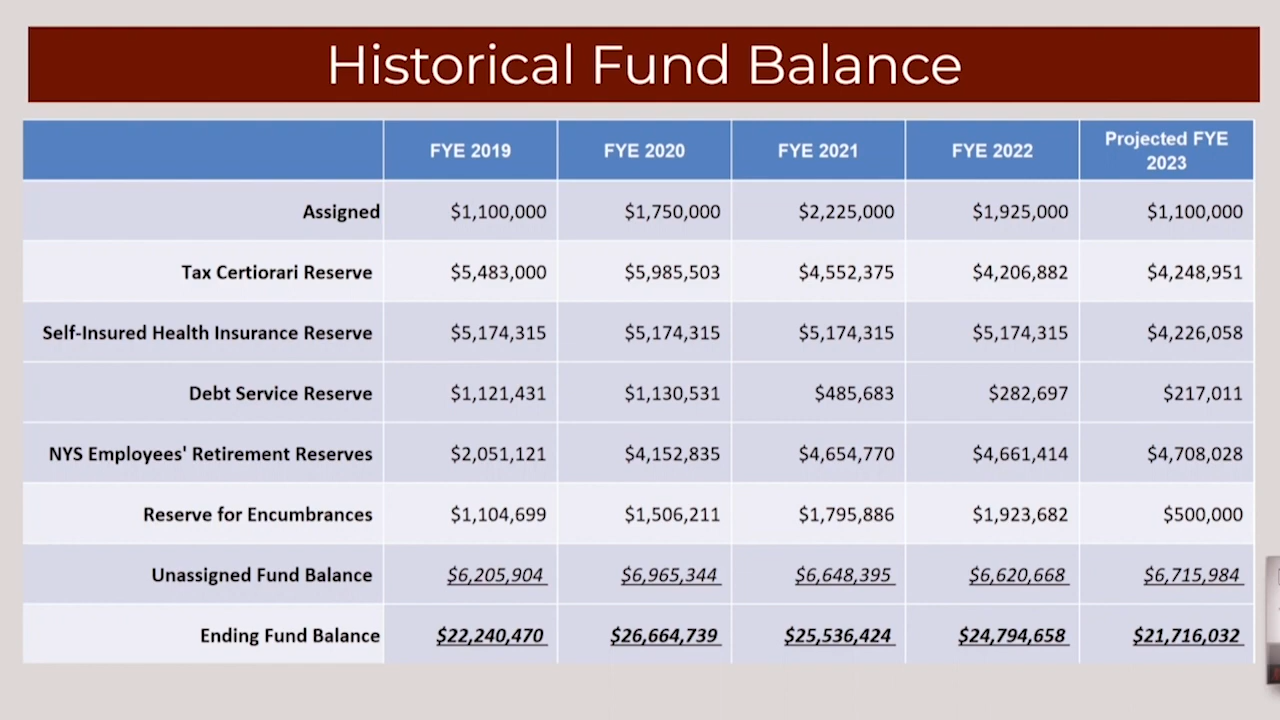 Historical Fund Balance
FYE 2019 FYE 2020 FYE 2021 FYE 2022 Projected FYE 2023
Assigned $1,100,000 $1,750,000 $2,225,000 $1,925,000 $1,100,000
Tax Certiorari Reserve $5,483,000 $5,985,503 $4,552,375 $4,206,882 $4,248,951
Self-Insured Health Insurance Reserve $5,174,315 $5,174,315 $5,174,315 $5,174,315 $4,226,058
Debt Service Reserve $1,121,431 $1,130,531 $485,683 $282,697 $217,011
NYS Employees' Retirement Reserves $2,051,121 $4,152,835 $4,654,770 $4,661,414 $4,708,028
Reserve for Encumbrances $1,104,699 $1,506,211 $1,795,886 $1,923,682 $500,000
Unassigned Fund Balance $6,205,904 $6,965,344 $6,648,395 $6,620,668 $6,715,984
Ending Fund Balance $22,240,470 $26,664,739 $25,536,424 $24,794,658 $21,716,032